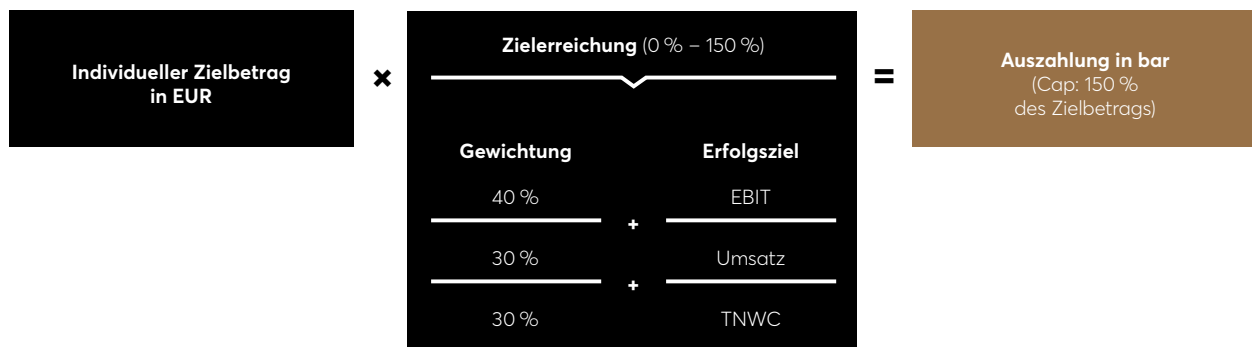 Individueller Zielbetrag
in EUR
×
Zielerreichung (0 % – 150 %)
Gewichtung Erfolgsziel
40 % EBIT
+
30 % Umsatz
+
30 % TNWC
=
Auszahlung in bar
(Cap: 150 %
des Zielbetrags)